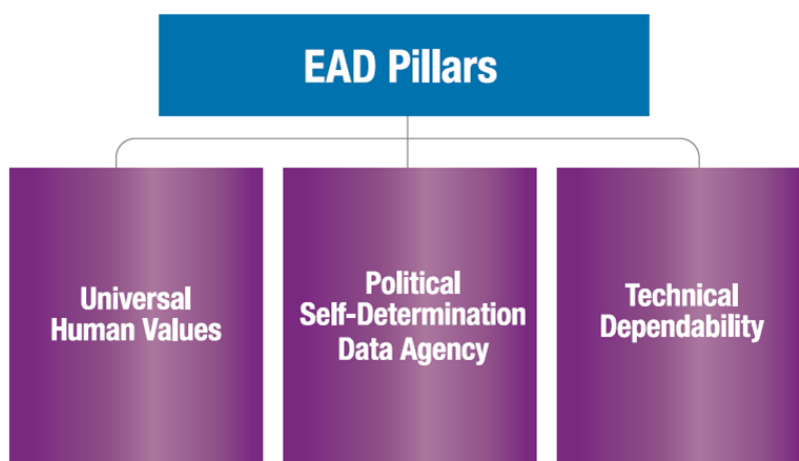 EAD Pillars
Universal
Human Values
Political
Self-Determination
Data Agency
Technical
Dependability